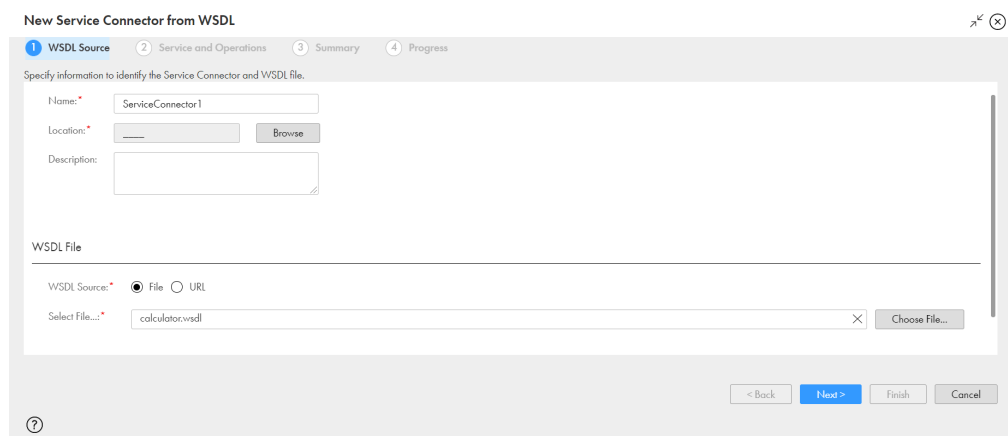 New Service Connector from WSDL
1 WSDL Source 2 Service and Operations 3 Summary 4 Progress
Specify information to identify the Service Connector and WSDL file.
Name:* ServiceConnector1
Location:* ____ Browse
Description:
WSDL File
WSDL Source:* File URL
Select File...:* calculator.wsdl Choose File...
< Back Next > Finish Cancel
?